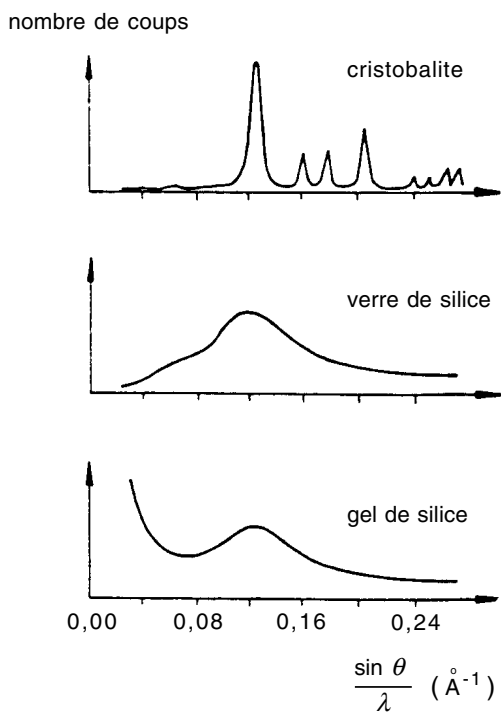 nombre de coups
cristobalite
verre de silice
gel de silice
0,00 0,08 0,16 0,24
sin θ
λ
(Å-1)